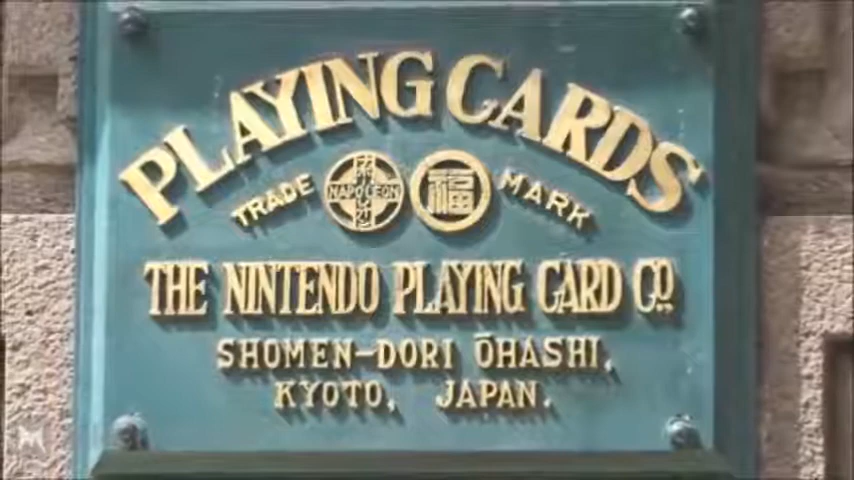 PLAYING CARDS
TRADE NAPOLEON 福 MARK
THE NINTENDO PLAYING CARD CO.
SHOMEN-DORI ŌHASHI,
KYOTO, JAPAN.